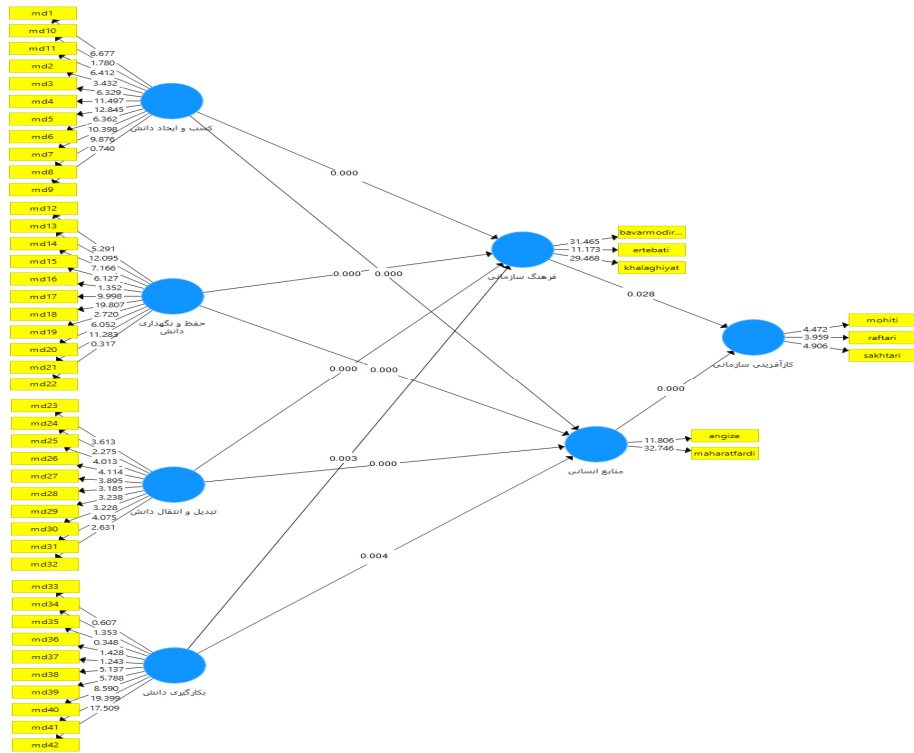 md1
md10
md11
md2
md3
md4
md5
md6
md7
md8
md9
6.677
1.780
6.412
3.432
6.329
11.497
12.845
6.362
10.398
9.876
0.740
کسب و ایجاد دانش
md12
md13
md14
md15
md16
md17
md18
md19
md20
md21
md22
5.291
12.095
7.166
6.127
1.352
9.998
19.807
2.720
6.052
11.283
0.317
حفظ و نگهداری
دانش
md23
md24
md25
md26
md27
md28
md29
md30
md31
md32
3.613
2.275
4.013
4.114
3.895
3.185
3.238
3.228
4.075
2.631
تبدیل و انتقال دانش
md33
md34
md35
md36
md37
md38
md39
md40
md41
md42
0.607
1.353
0.348
1.428
1.243
5.137
5.788
8.590
19.399
17.509
بکارگیری دانش
0.000
0.000
0.000
0.000
0.000
0.003
0.000
0.004
فرهنگ سازمانی
31.465
11.173
29.468
bavarmodir...
ertebati
khalaghiyat
0.028
0.000
منابع انسانی
11.806
32.746
angize
maharatfardi
کارآفرینی سازمانی
4.472
3.959
4.906
mohiti
raftari
sakhtari